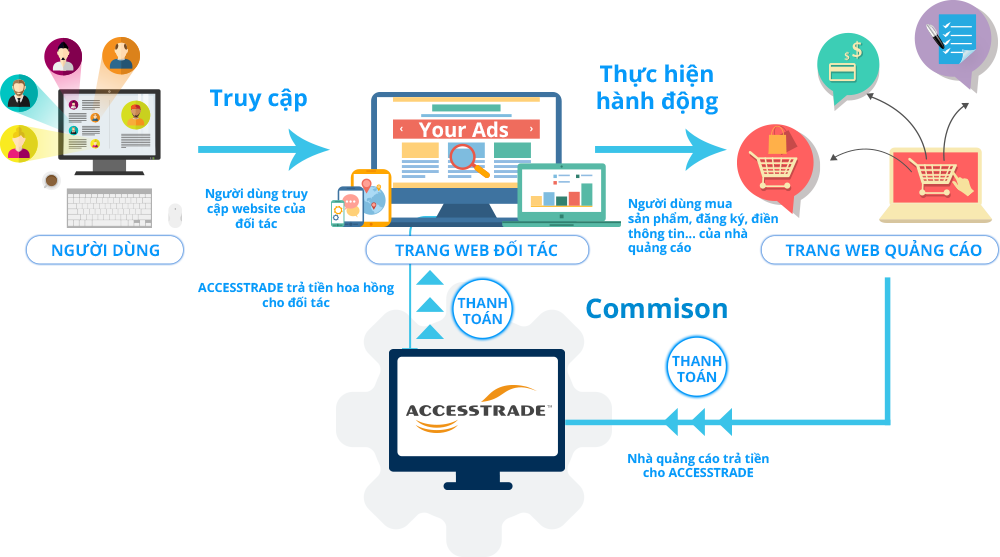 Truy cập
Người dùng truy
cập website của
đối tác
NGƯỜI DÙNG
‹ Your Ads ›
TRANG WEB ĐỐI TÁC
Thực hiện
hành động
Người dùng mua
sản phẩm, đăng ký, điền
thông tin... của nhà
quảng cáo
$ $
TRANG WEB QUẢNG CÁO
ACCESSTRADE trả tiền hoa hồng
cho đối tác
THANH
TOÁN
Commison
THANH
TOÁN
ACCESSTRADE™
Nhà quảng cáo trả tiền
cho ACCESSTRADE